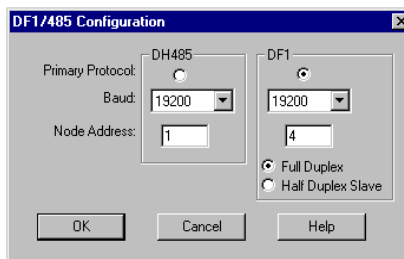 DF1/485 Configuration
DH485 DF1
Primary Protocol:
Baud: 19200 19200
Node Address: 1 4
Full Duplex
Half Duplex Slave
OK Cancel Help